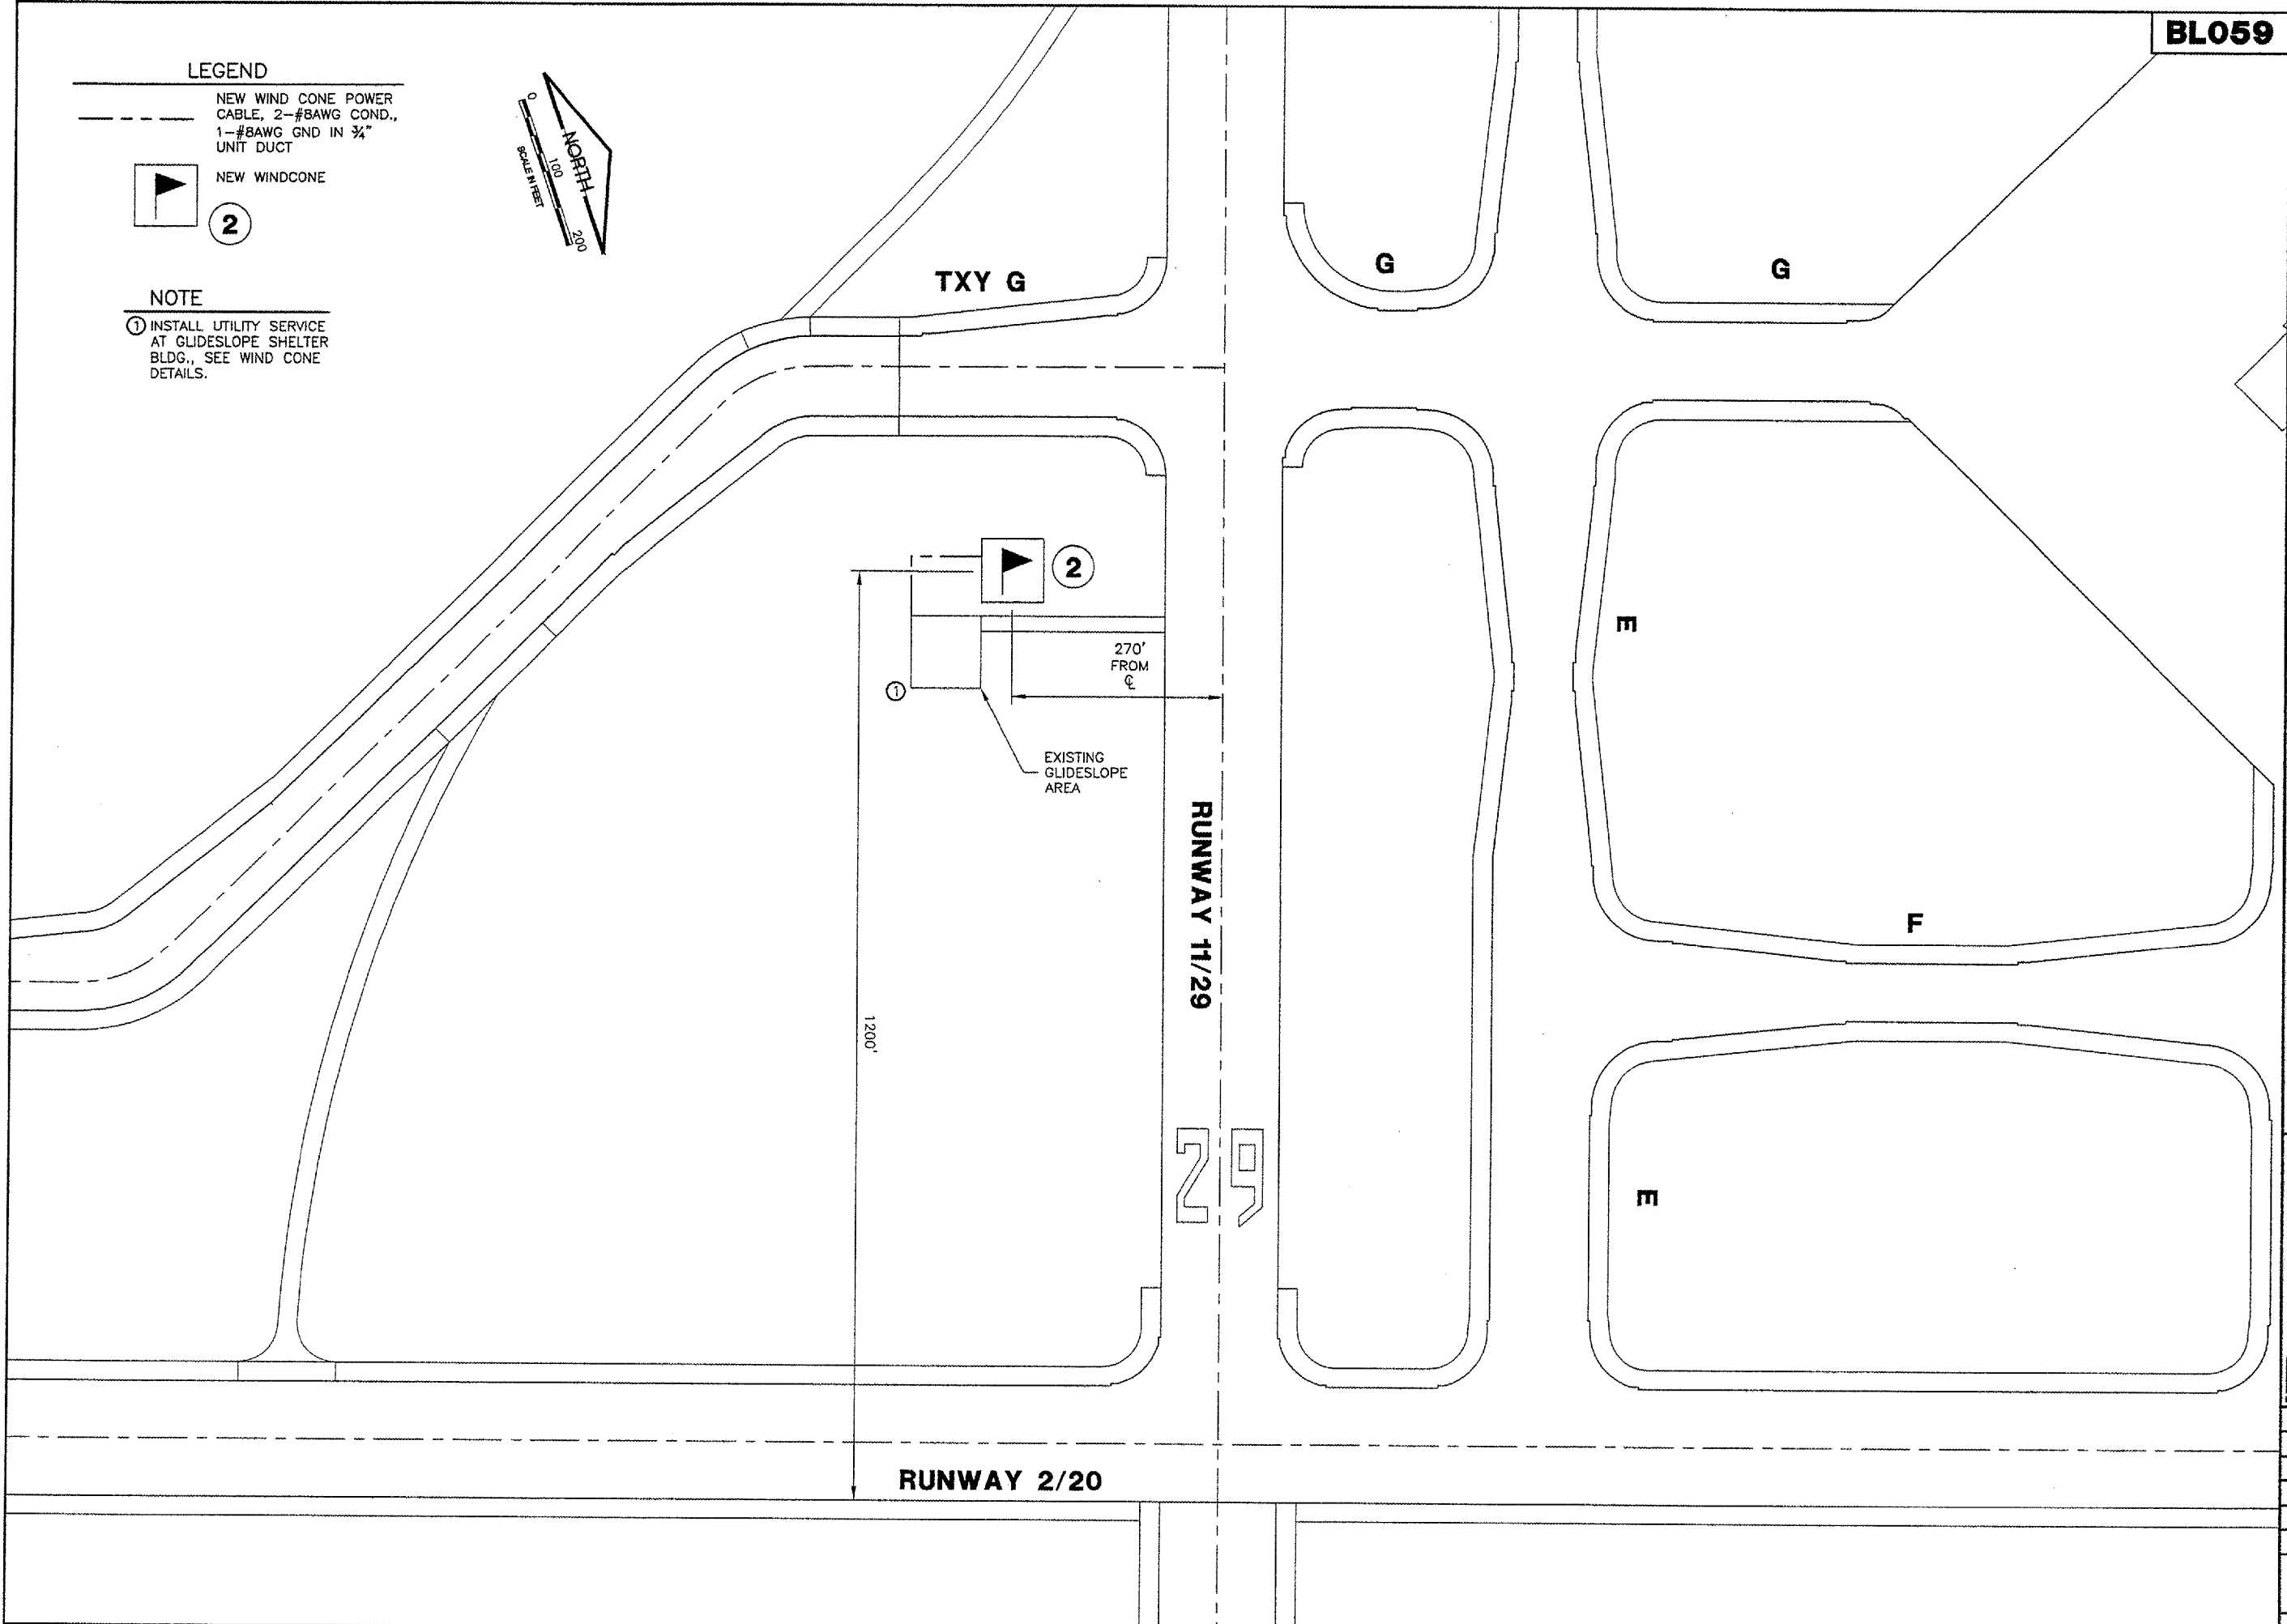 BL059
LEGEND
NEW WIND CONE POWER
CABLE, 2-#8AWG COND.,
1-#8AWG GND IN ¾"
UNIT DUCT
NEW WINDCONE
2
NOTE
① INSTALL UTILITY SERVICE
AT GLIDESLOPE SHELTER
BLDG., SEE WIND CONE
DETAILS.
0
100
200
SCALE IN FEET
NORTH
TXY G
G
G
2
E
270'
FROM
℄
①
EXISTING
GLIDESLOPE
AREA
RUNWAY 11/29
F
1200'
29
E
RUNWAY 2/20